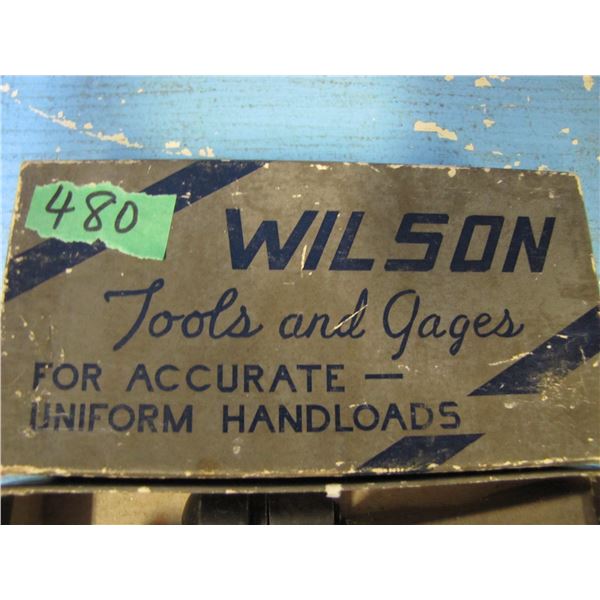 480
WILSON
Tools and Gages
FOR ACCURATE —
UNIFORM HANDLOADS